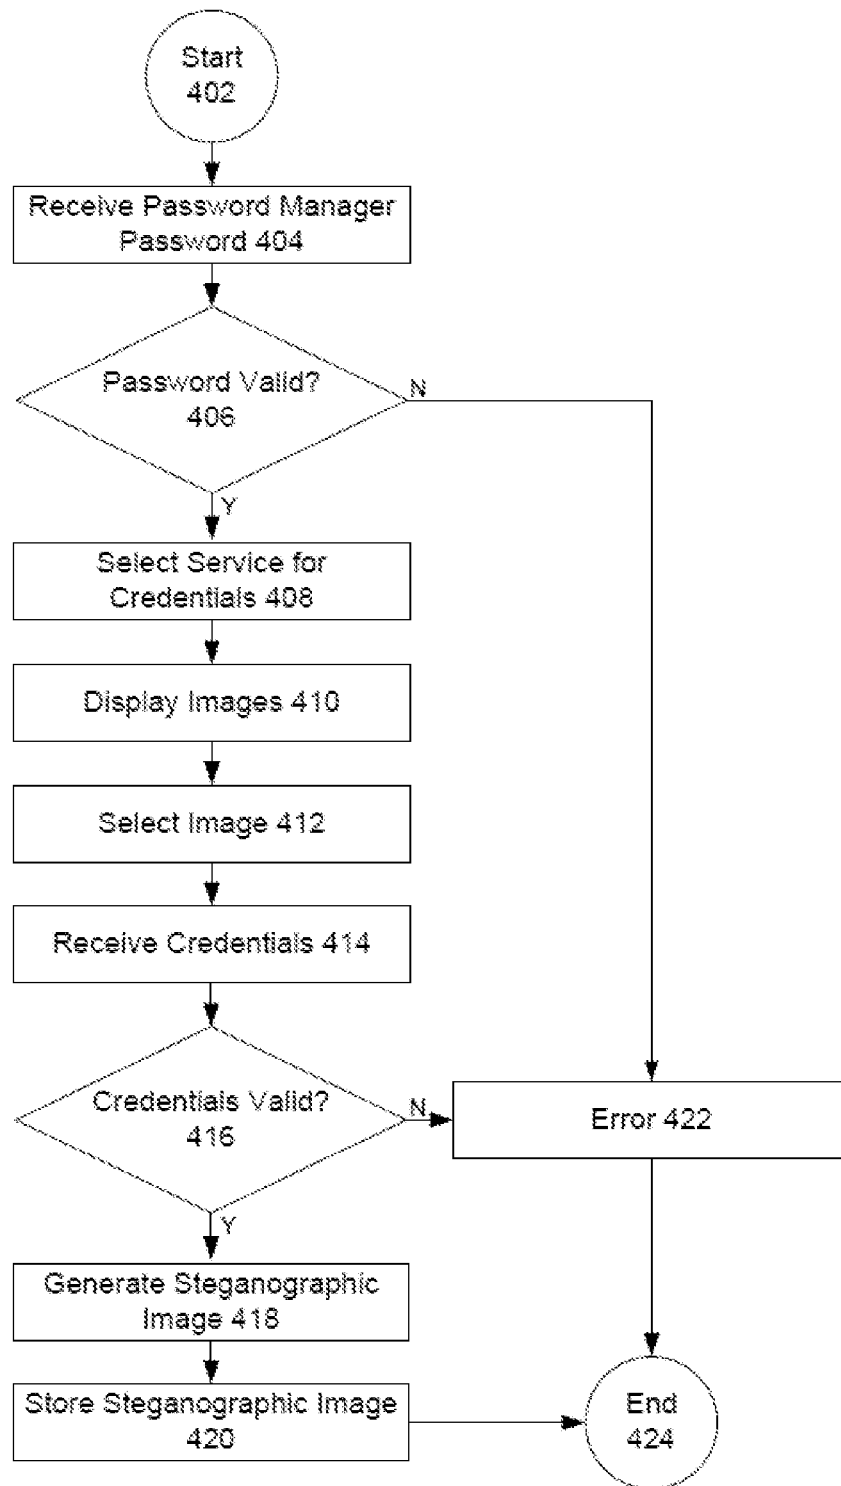 Start
402
Receive Password Manager
Password 404
Password Valid?
406
N
Y
Select Service for
Credentials 408
Display Images 410
Select Image 412
Receive Credentials 414
Credentials Valid?
416
N
Error 422
Y
Generate Steganographic
Image 418
Store Steganographic Image
420
End
424